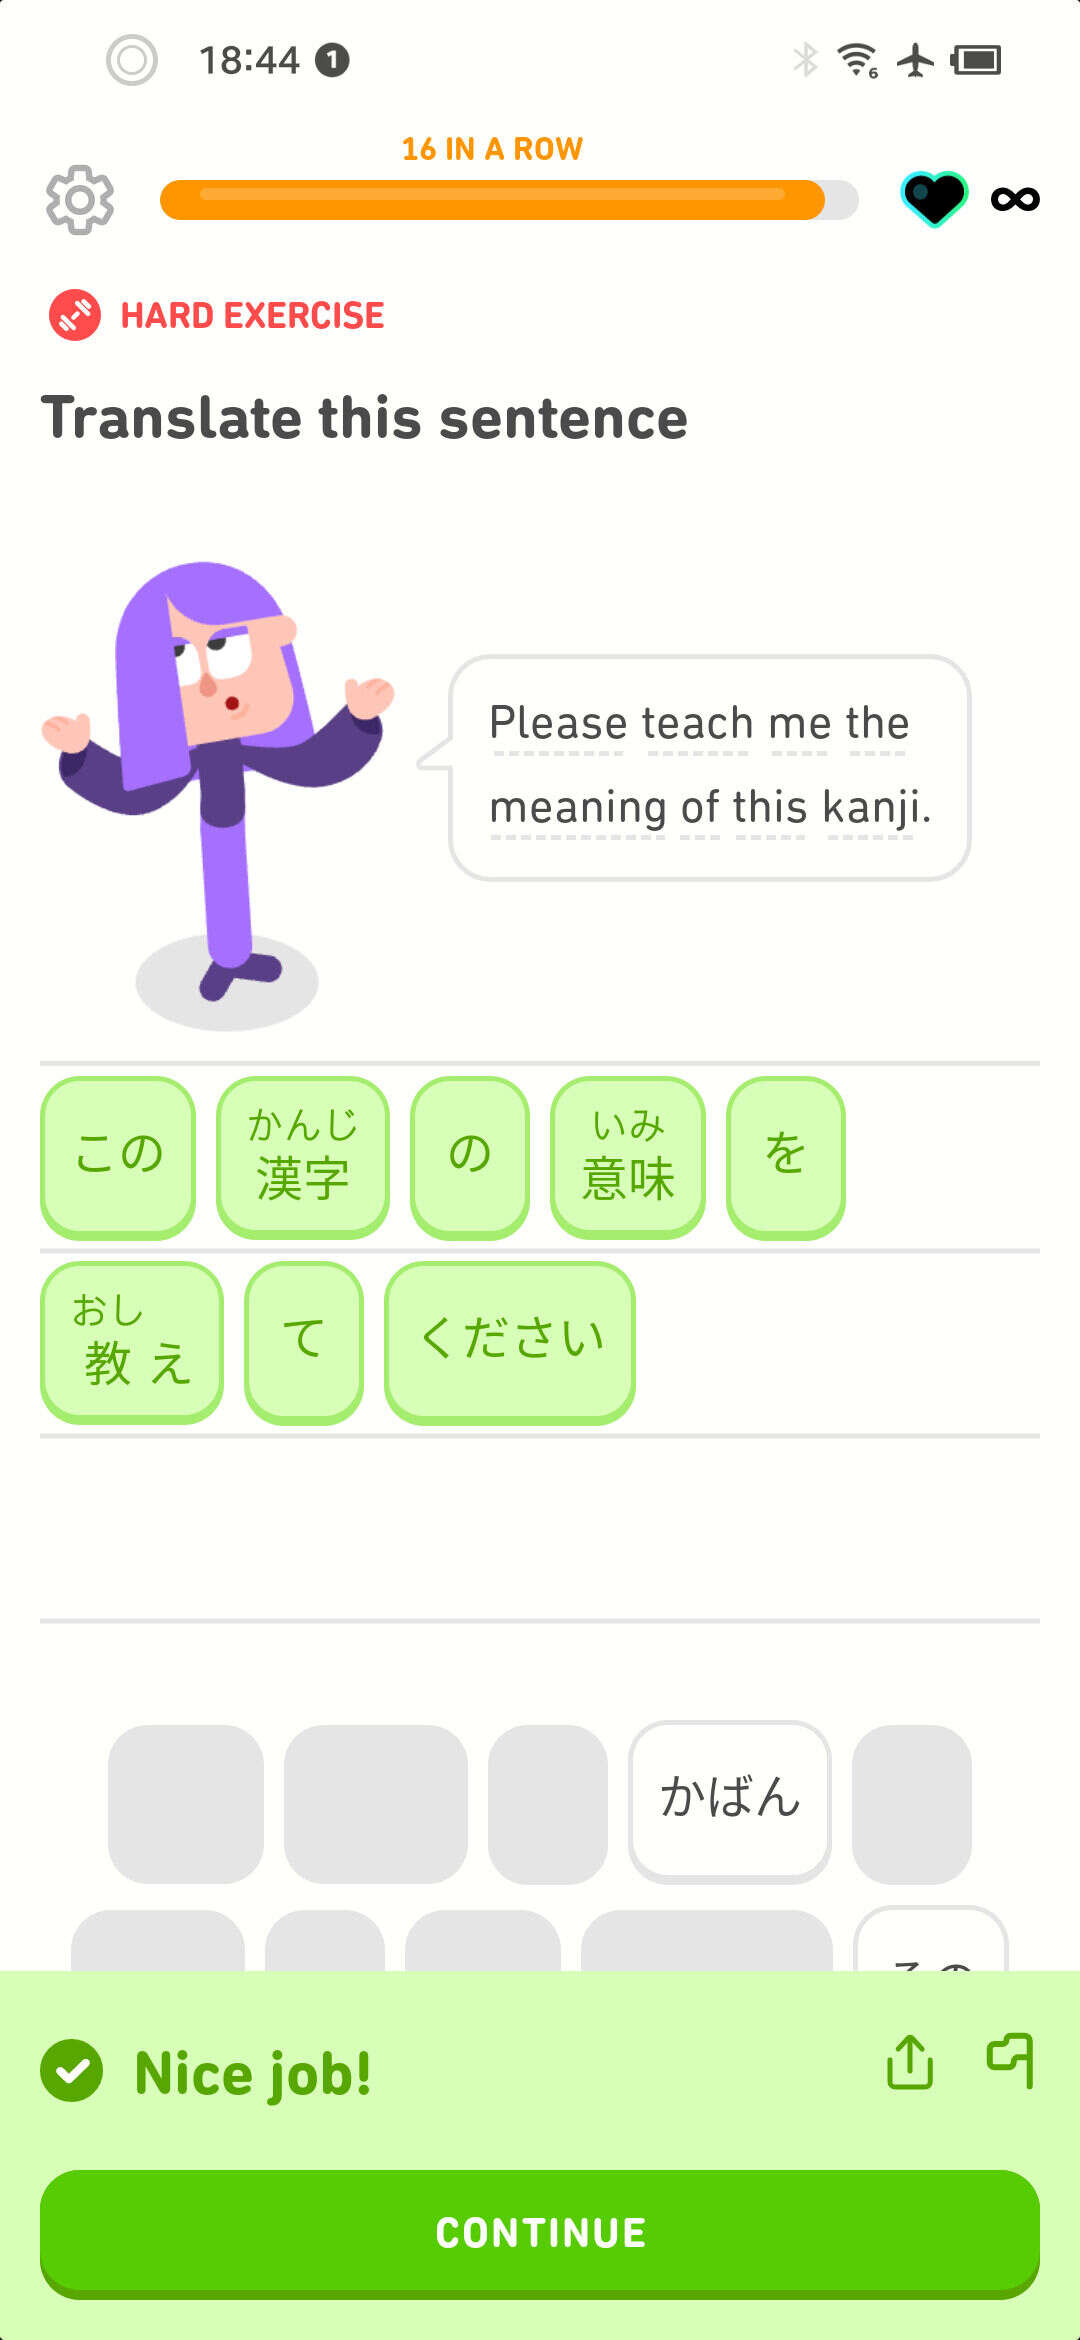 18:44 1
6
16 IN A ROW
HARD EXERCISE
Translate this sentence
Please teach me the
meaning of this kanji.
かんじ いみ
この 漢字 の 意味 を
おし
教え て ください
かばん
Nice job!
CONTINUE